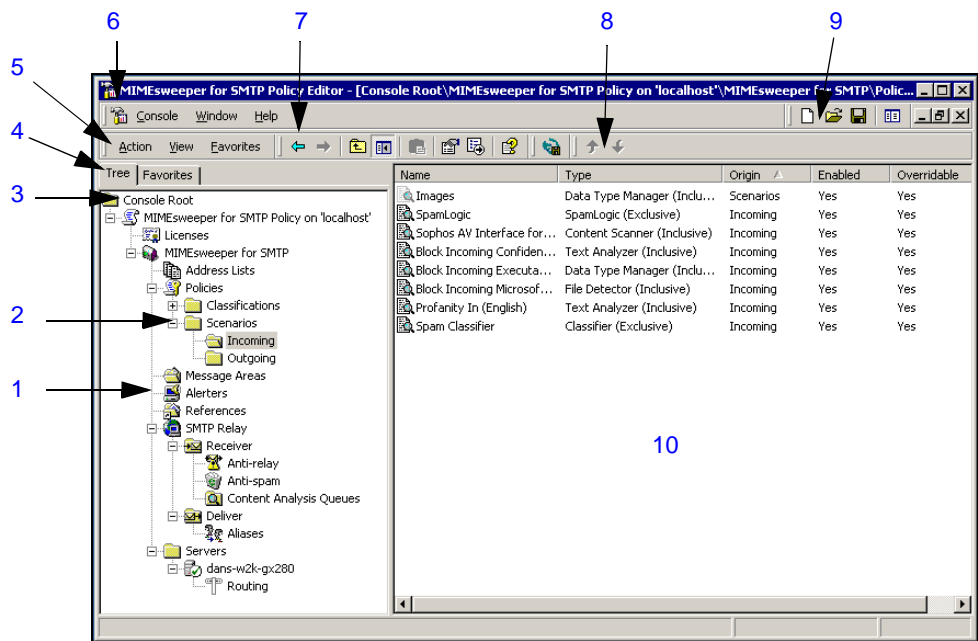 6
7
8
9
5
MIMEsweeper for SMTP Policy Editor - [Console Root\MIMEsweeper for SMTP Policy on 'localhost'\MIMEsweeper for SMTP\Polic...
Console Window Help
4
Action View Favorites
Tree Favorites
Name Type Origin Enabled Overridable
3
Console Root
Images Data Type Manager (Inclu... Scenarios Yes Yes
MIMEsweeper for SMTP Policy on 'localhost'
SpamLogic SpamLogic (Exclusive) Incoming Yes Yes
Licenses
Sophos AV Interface for... Content Scanner (Inclusive) Incoming Yes Yes
MIMEsweeper for SMTP
Block Incoming Confiden... Text Analyzer (Inclusive) Incoming Yes Yes
Address Lists
Block Incoming Executa... Data Type Manager (Inclu... Incoming Yes Yes
Policies
Block Incoming Microsof... File Detector (Inclusive) Incoming Yes Yes
Classifications
Profanity In (English) Text Analyzer (Inclusive) Incoming Yes Yes
2
Scenarios
Spam Classifier Classifier (Exclusive) Incoming Yes Yes
Incoming
Outgoing
Message Areas
1
Alerters
References
SMTP Relay
Receiver
10
Anti-relay
Anti-spam
Content Analysis Queues
Deliver
Aliases
Servers
dans-w2k-gx280
Routing